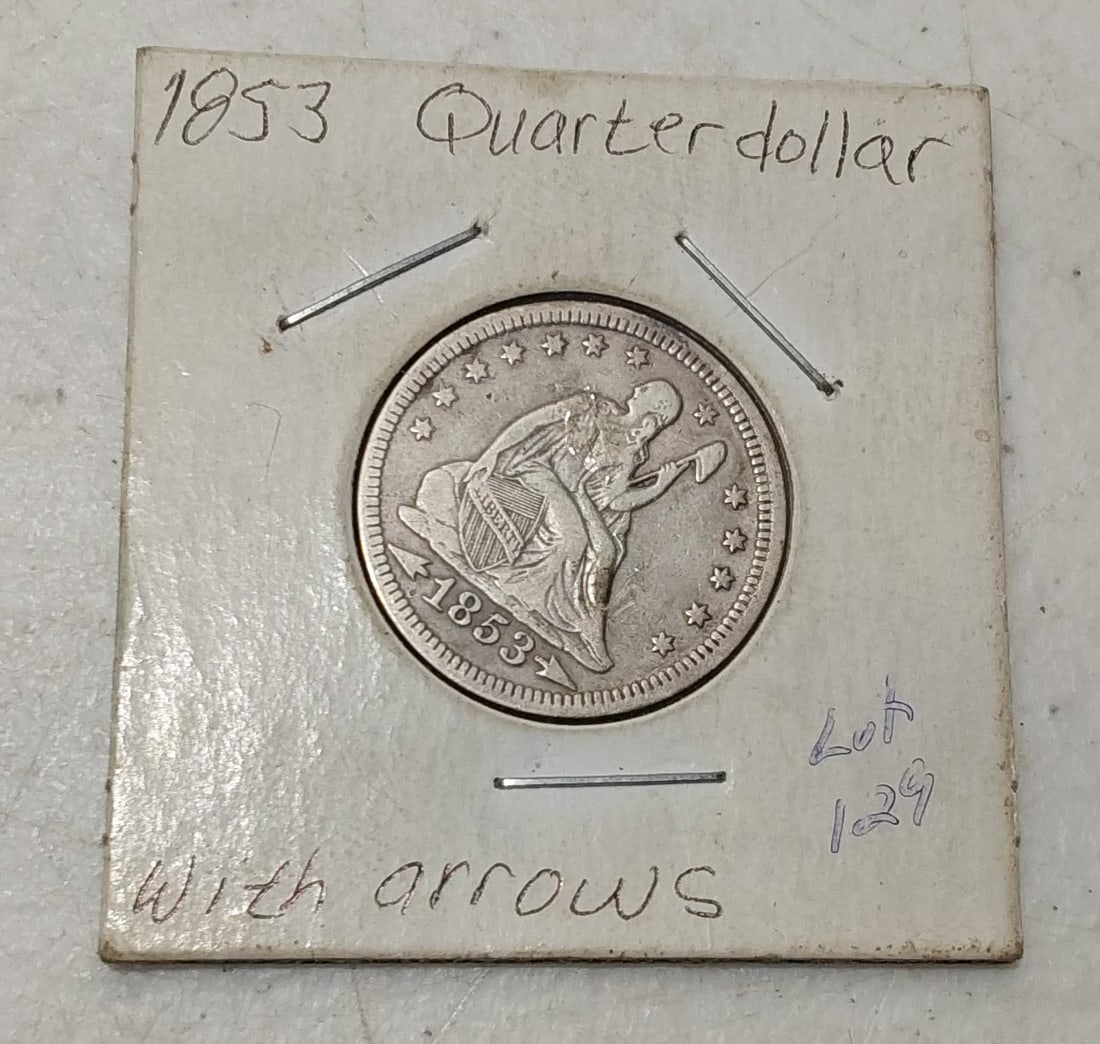 1853 Quarter dollar
LIBERTY
1853
Lot
129
With arrows